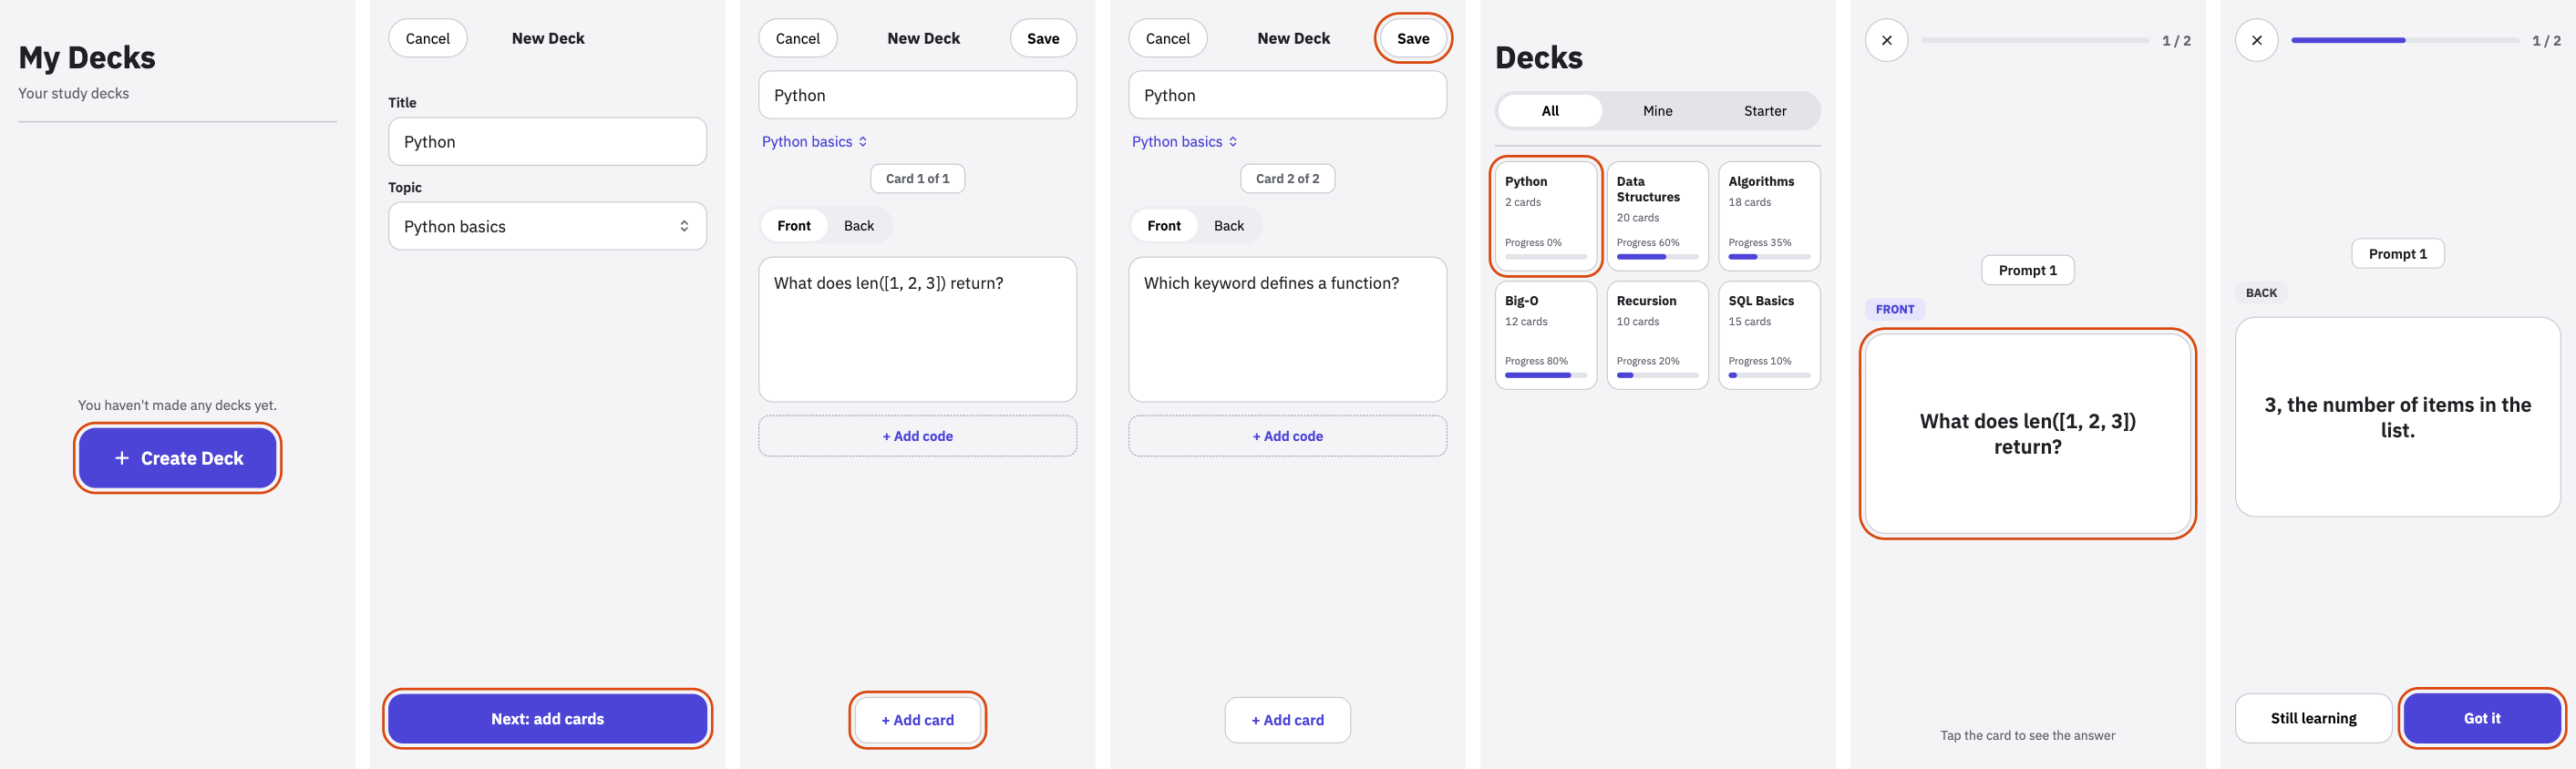 My Decks
Your study decks
You haven't made any decks yet.
+ Create Deck
Cancel
New Deck
Title
Python
Topic
Python basics
Next: add cards
Cancel
New Deck
Save
Python
Python basics
Card 1 of 1
Front
Back
What does len([1, 2, 3]) return?
+ Add code
+ Add card
Cancel
New Deck
Save
Python
Python basics
Card 2 of 2
Front
Back
Which keyword defines a function?
+ Add code
+ Add card
Decks
All
Mine
Starter
Python
2 cards
Progress 0%
Data
Structures
20 cards
Progress 60%
Algorithms
18 cards
Progress 35%
Big-O
12 cards
Progress 80%
Recursion
10 cards
Progress 20%
SQL Basics
15 cards
Progress 10%
1 / 2
Prompt 1
FRONT
What does len([1, 2, 3])
return?
Tap the card to see the answer
1 / 2
Prompt 1
BACK
3, the number of items in the
list.
Still learning
Got it